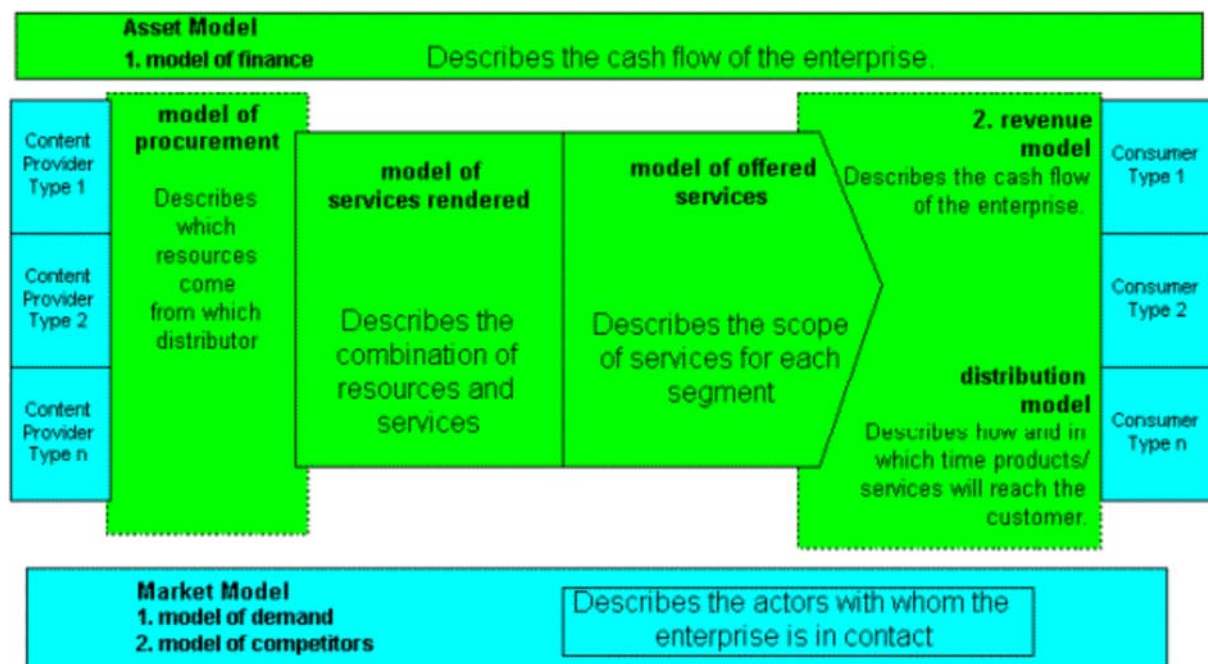 Asset Model
1. model of finance
Describes the cash flow of the enterprise.
Content
Provider
Type 1
Content
Provider
Type 2
Content
Provider
Type n
model of
procurement
Describes
which
resources
come
from which
distributor
model of
services rendered
Describes the
combination of
resources and
services
model of offered
services
Describes the scope
of services for each
segment
2. revenue
model
Describes the cash flow
of the enterprise.
distribution
model
Describes how and in
which time products/
services will reach the
customer.
Consumer
Type 1
Consumer
Type 2
Consumer
Type n
Market Model
1. model of demand
2. model of competitors
Describes the actors with whom the
enterprise is in contact